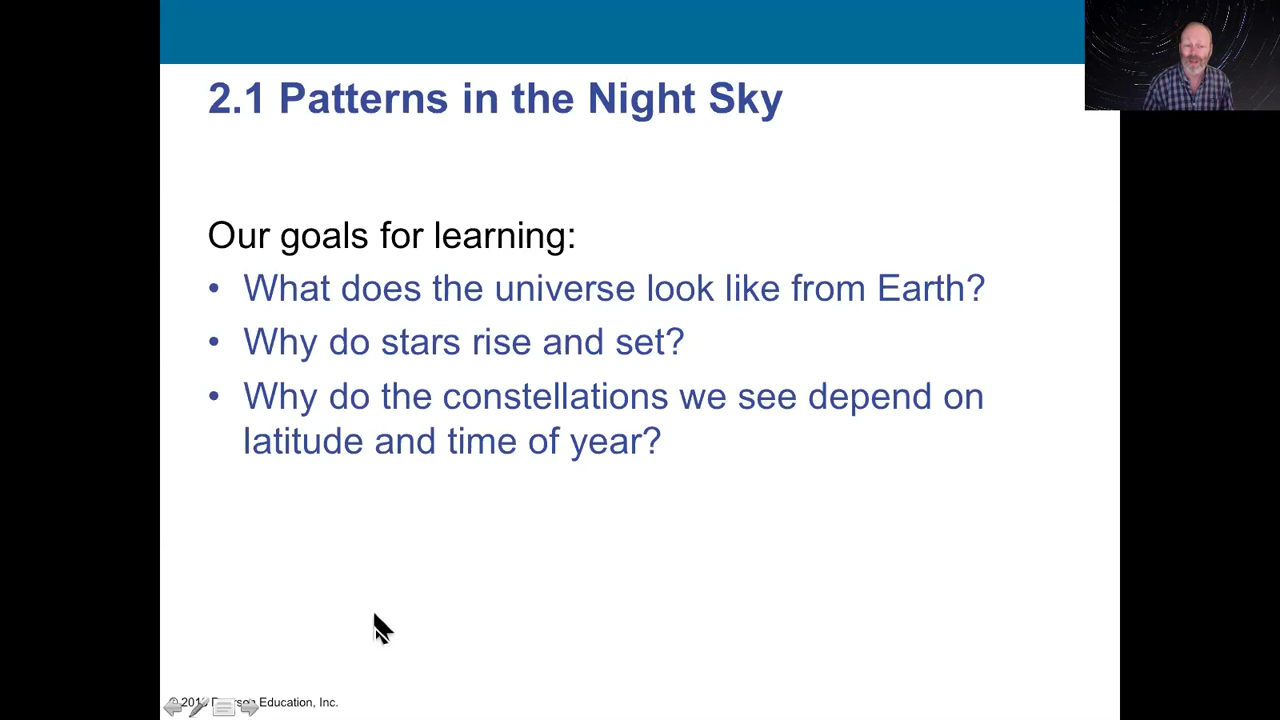 2.1 Patterns in the Night Sky
Our goals for learning:
• What does the universe look like from Earth?
• Why do stars rise and set?
• Why do the constellations we see depend on
latitude and time of year?
Education, Inc.